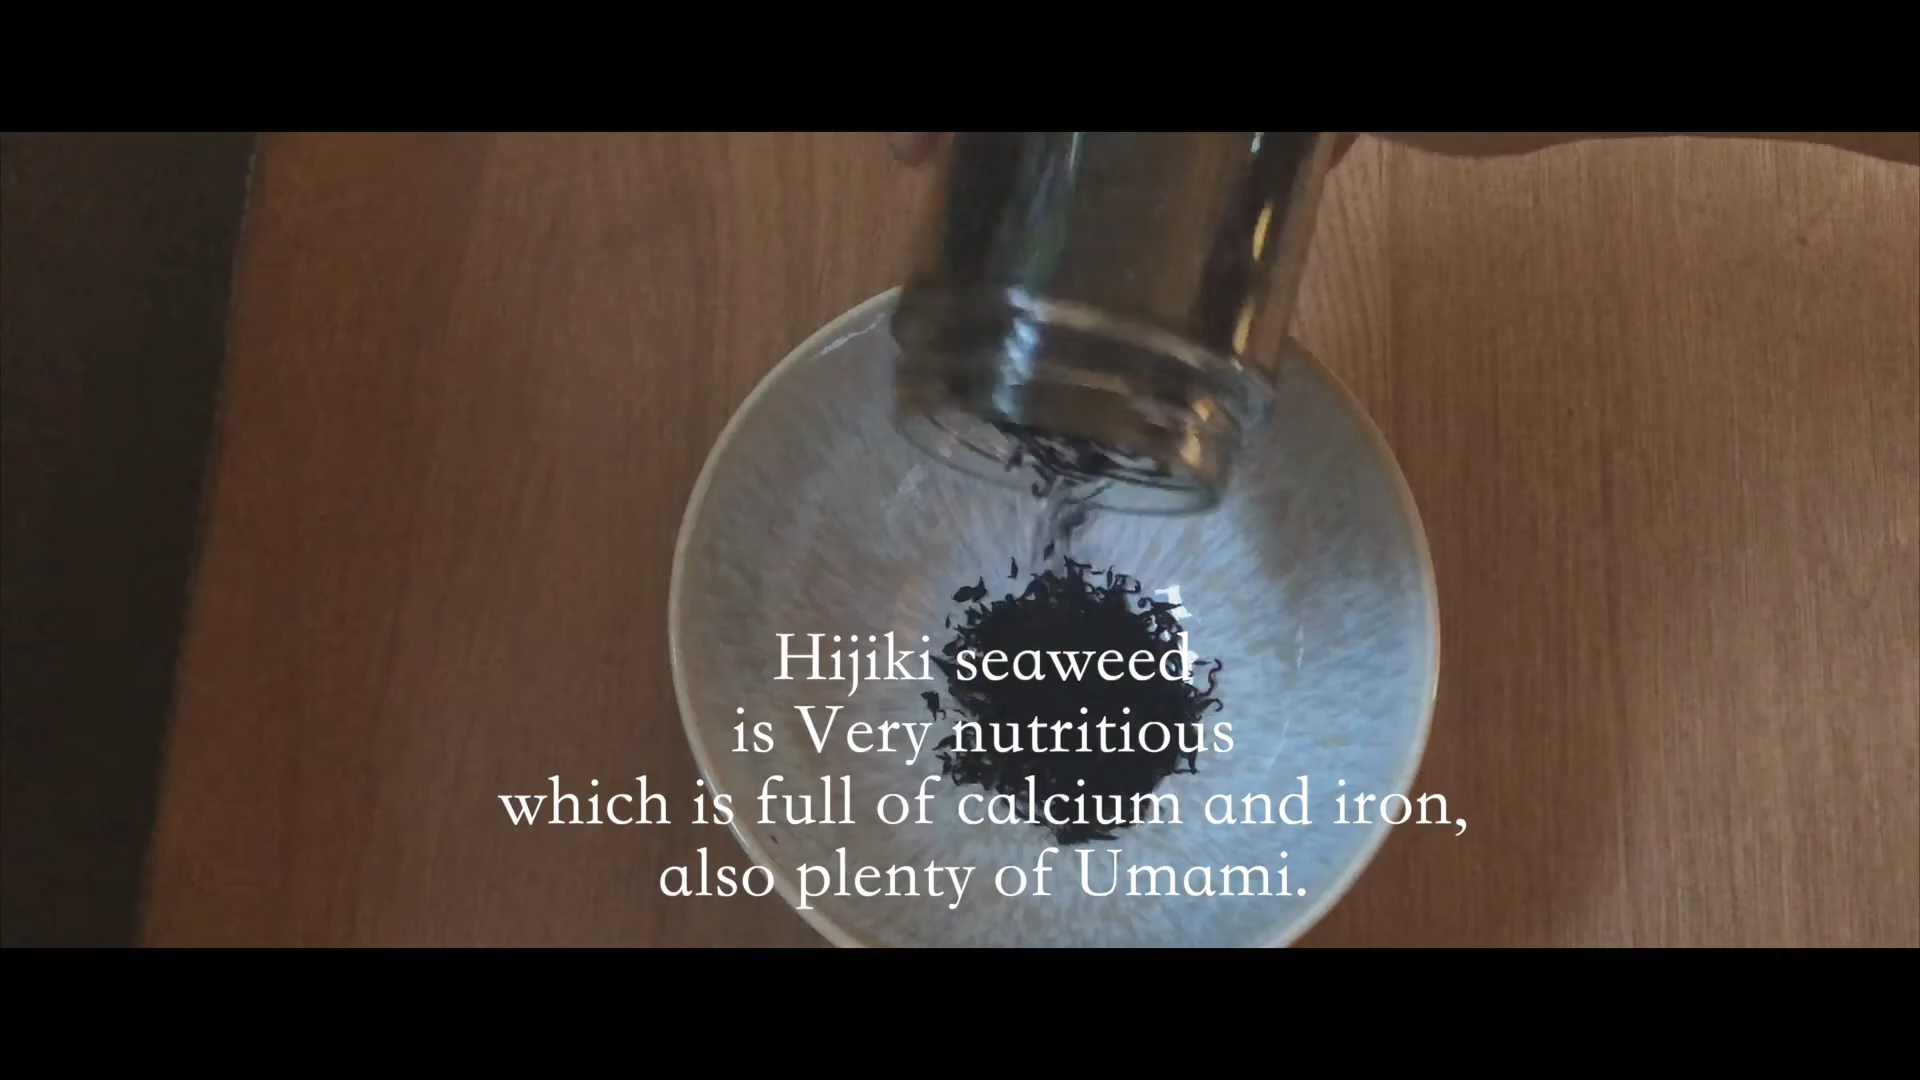 Hijiki seaweed
is Very nutritious
which is full of calcium and iron,
also plenty of Umami.